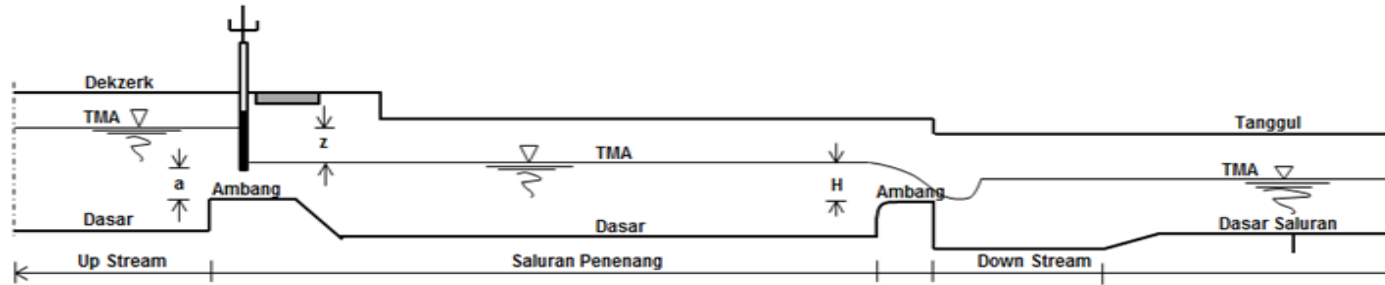 Dekzerk
TMA
z
TMA
Tanggul
TMA
a
H
Ambang
Ambang
Dasar
Dasar
Dasar Saluran
Up Stream
Saluran Penenang
Down Stream